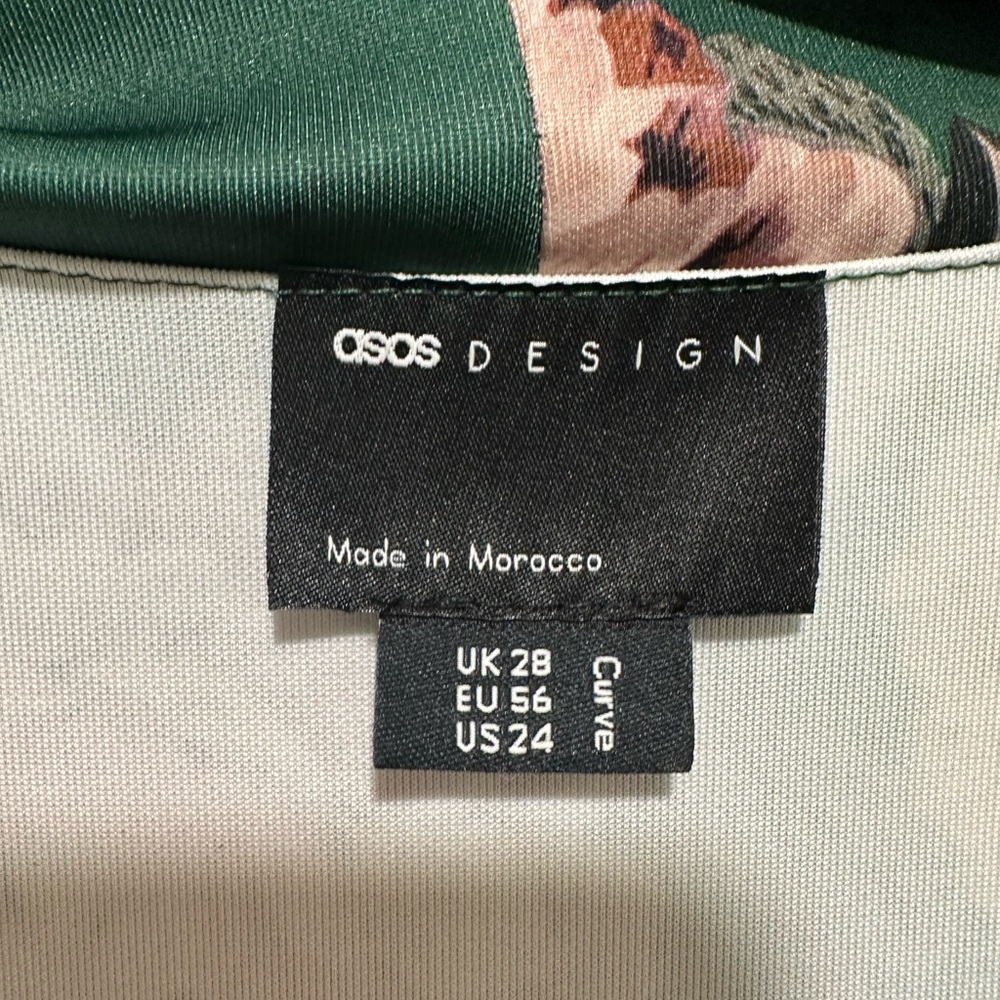 asos DESIGN
Made in Morocco
UK 28
EU 56
US 24
Curve